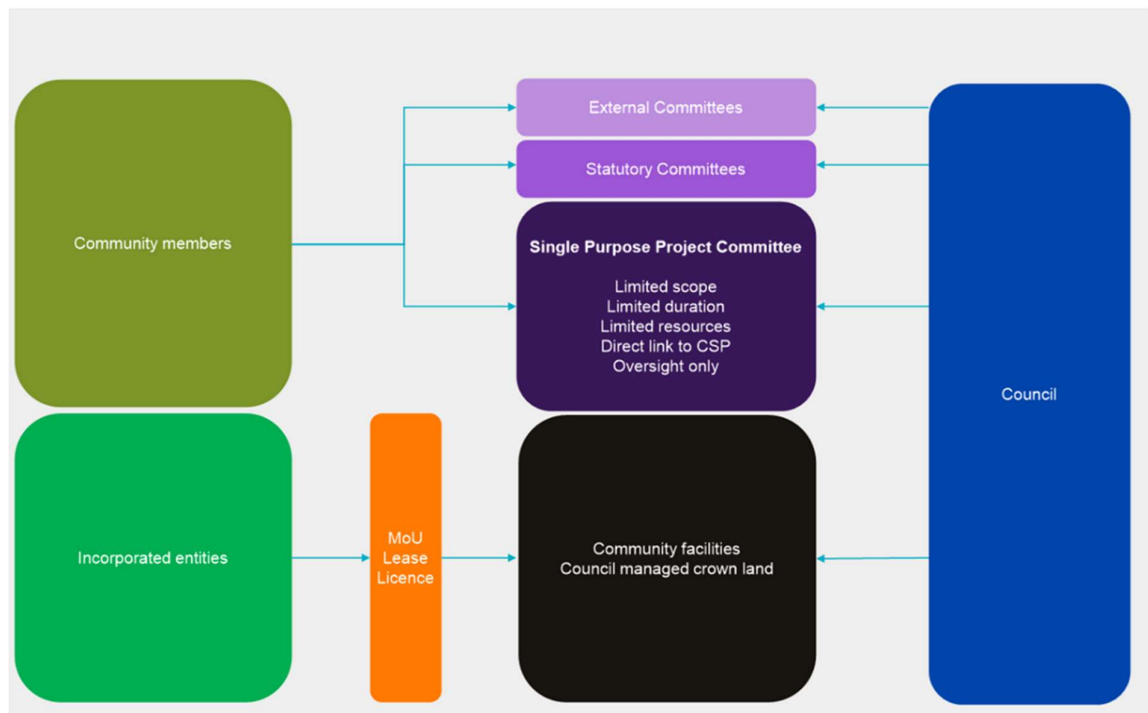 External Committees
Statutory Committees
Community members
Single Purpose Project Committee
Limited scope
Limited duration
Limited resources
Direct link to CSP
Oversight only
Council
Incorporated entities
MoU
Lease
Licence
Community facilities
Council managed crown land